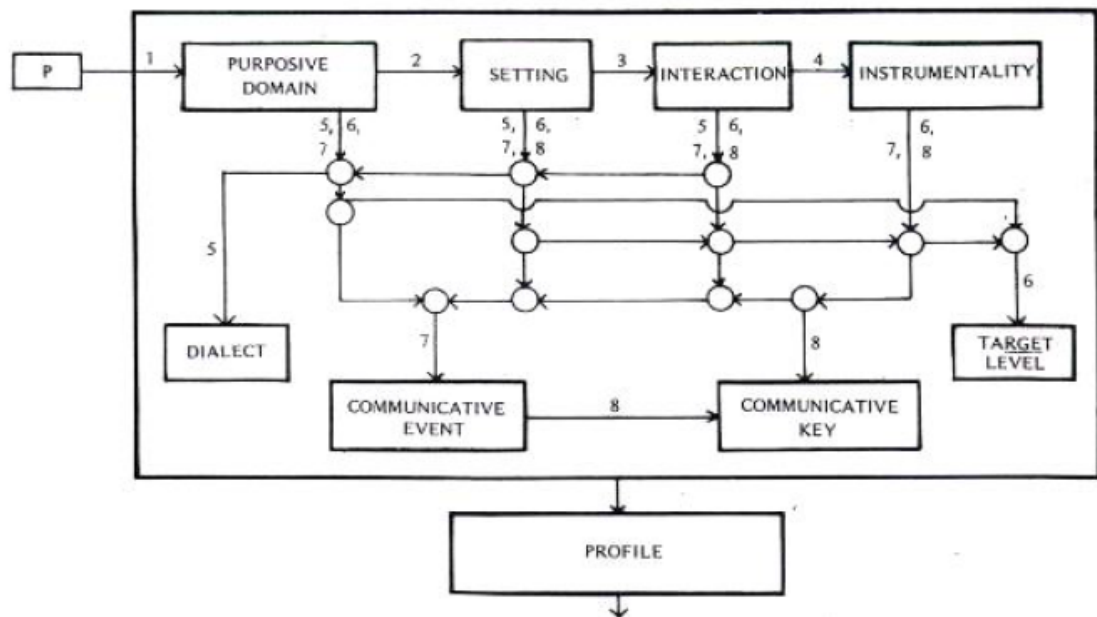 P
1
PURPOSIVE
DOMAIN
2
SETTING
3
INTERACTION
4
INSTRUMENTALITY
5, 6,
7
5, 6,
7, 8
5 6,
7, 8
6,
7, 8
5
6
DIALECT
7
8
TARGET
LEVEL
COMMUNICATIVE
EVENT
8
COMMUNICATIVE
KEY
PROFILE